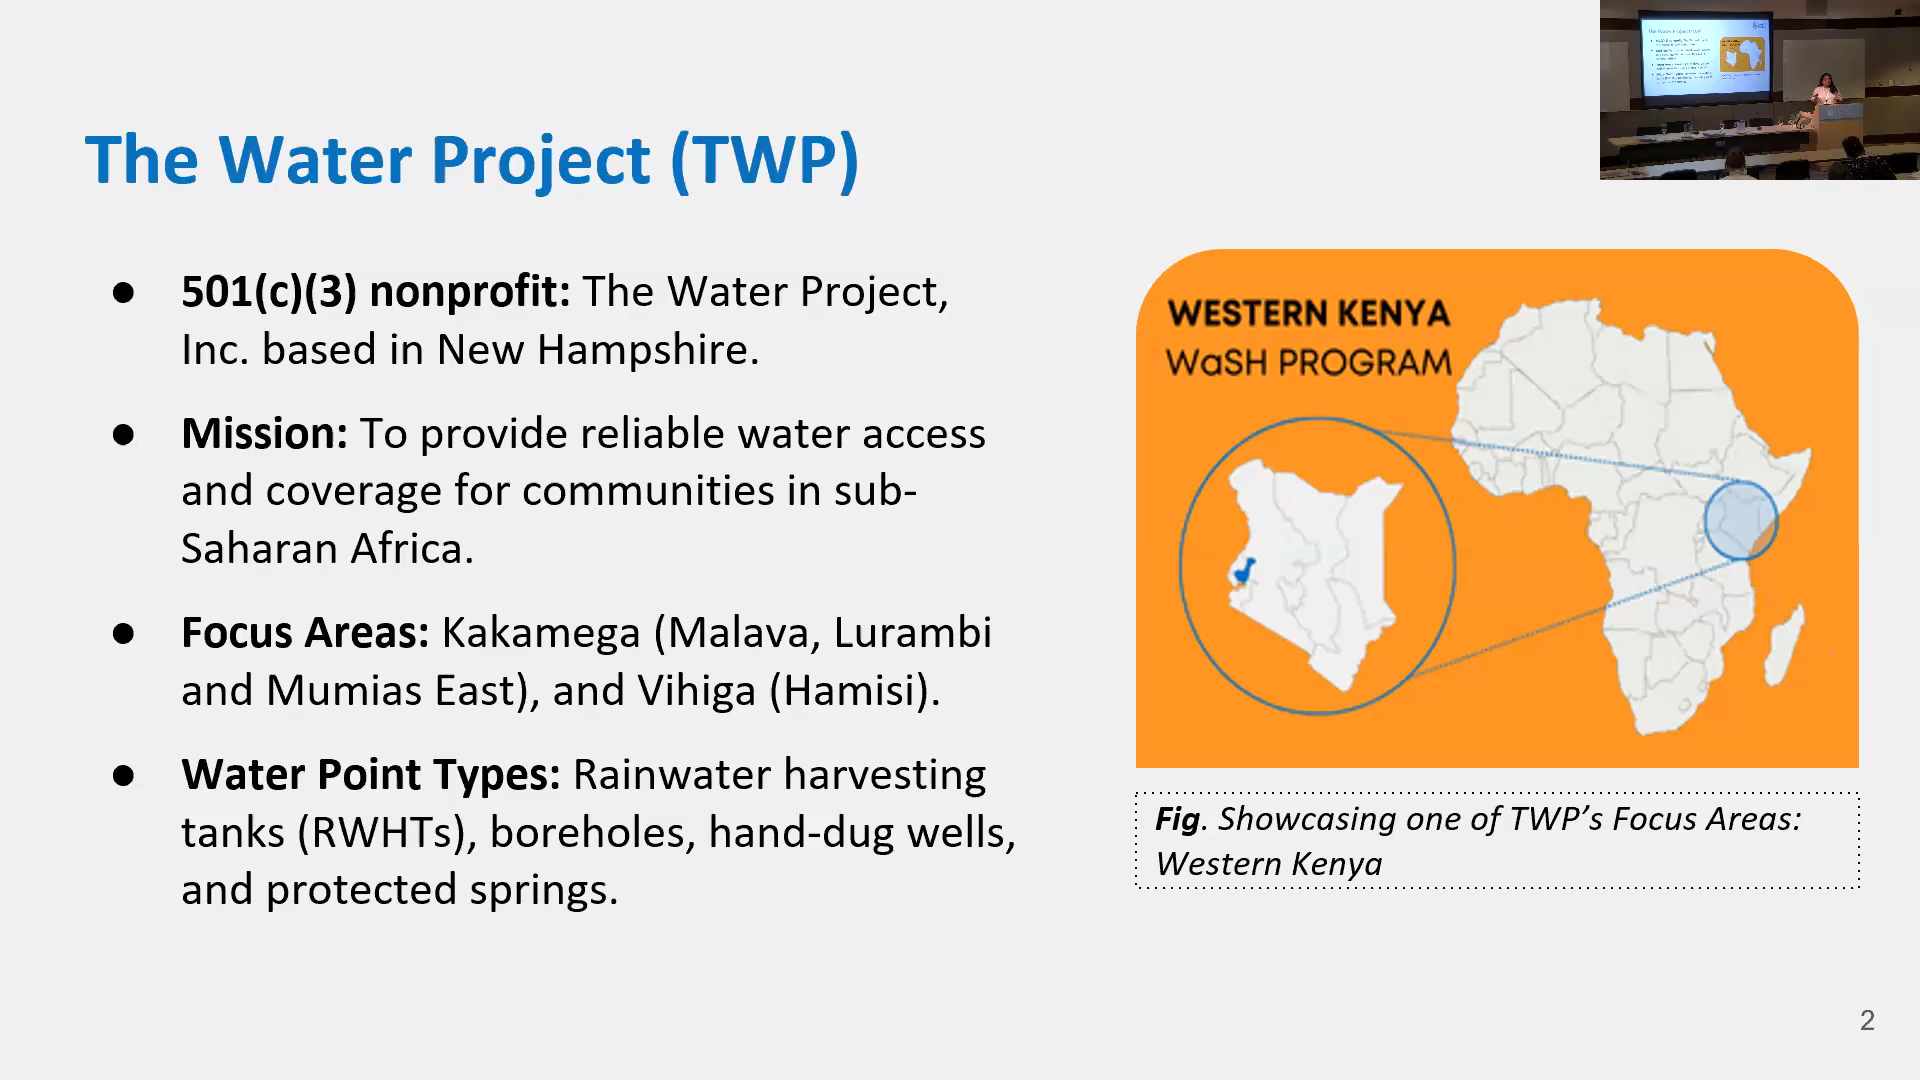 The Water Project (TWP)
● 501(c)(3) nonprofit: The Water Project,
Inc. based in New Hampshire.
● Mission: To provide reliable water access
and coverage for communities in sub-
Saharan Africa.
● Focus Areas: Kakamega (Malava, Lurambi
and Mumias East), and Vihiga (Hamisi).
● Water Point Types: Rainwater harvesting
tanks (RWHTs), boreholes, hand-dug wells,
and protected springs.
WESTERN KENYA
WaSH PROGRAM
Fig. Showcasing one of TWP’s Focus Areas:
Western Kenya
2